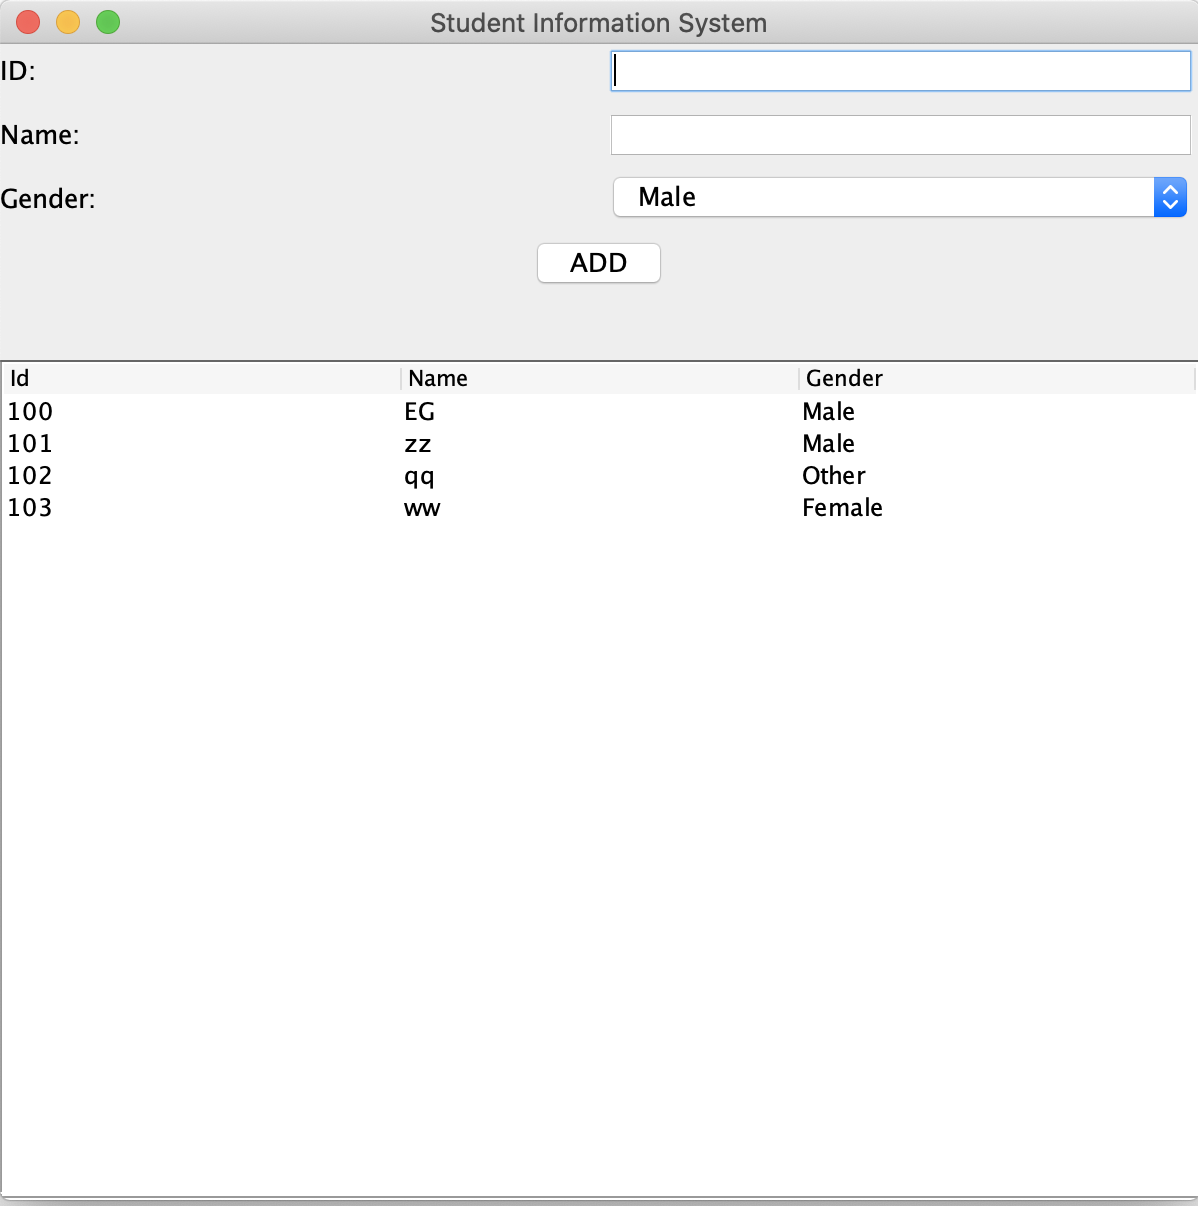 Student Information System
ID:
Name:
Gender: Male
ADD
Id Name Gender
100 EG Male
101 zz Male
102 qq Other
103 ww Female